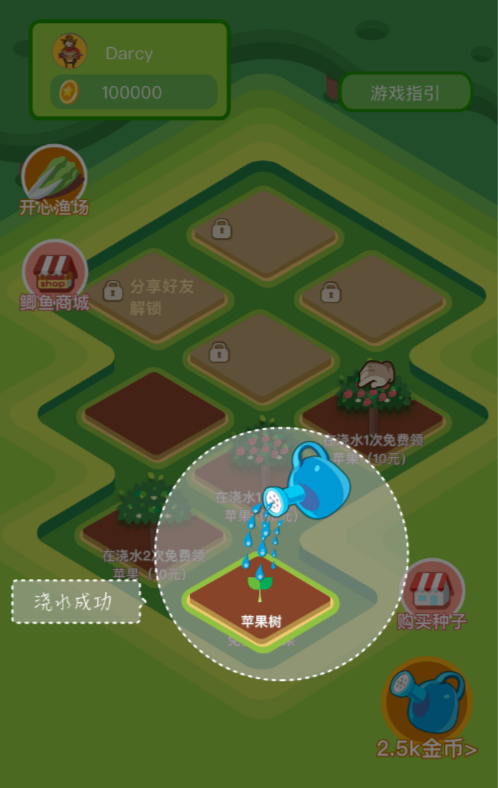 Darcy
100000
游戏指引
开心渔场
shop
鲫鱼商城
分享好友
解锁
在浇水1次免费领
苹果（10元）
在浇水1
苹果 元）
在浇水2次免费领
苹果（10元）
浇水成功
苹果树
购买种子
2.5k金币>